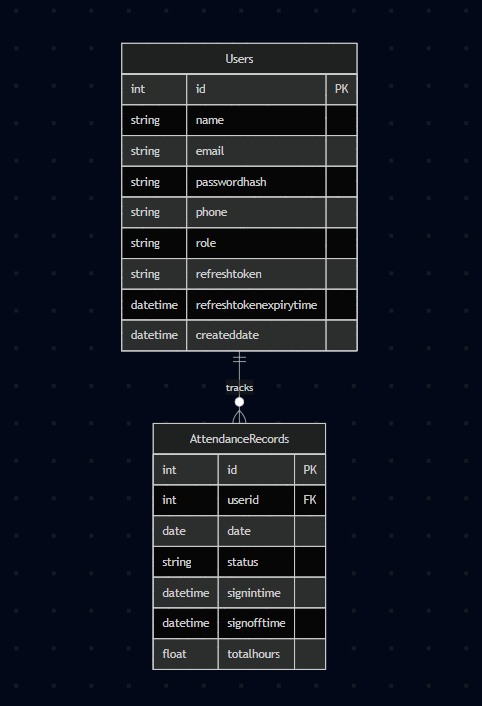 Users
int id PK
string name
string email
string passwordhash
string phone
string role
string refreshtoken
datetime refreshtokenexpirytime
datetime createddate
tracks
AttendanceRecords
int id PK
int userid FK
date date
string status
datetime signintime
datetime signofftime
float totalhours